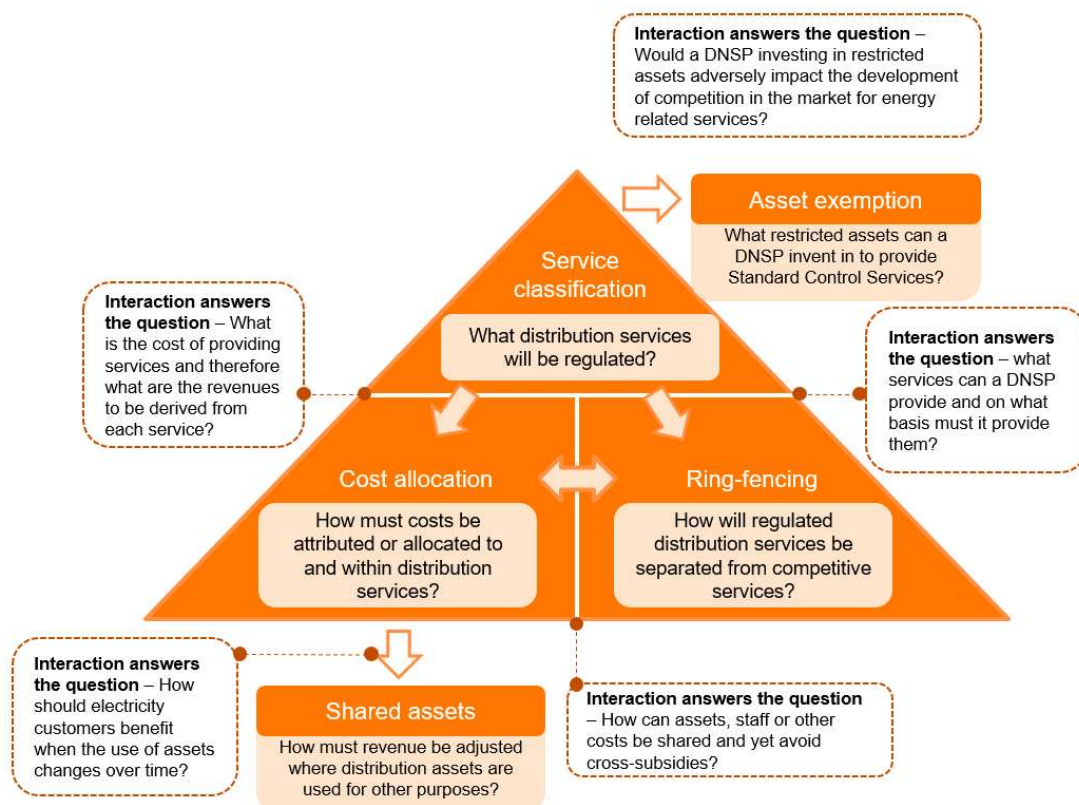 Interaction answers the question –
Would a DNSP investing in restricted
assets adversely impact the development
of competition in the market for energy
related services?
Asset exemption
What restricted assets can a
DNSP invent in to provide
Standard Control Services?
Service
classification
What distribution services
will be regulated?
Interaction answers
the question – What
is the cost of providing
services and therefore
what are the revenues
to be derived from
each service?
Interaction answers
the question – what
services can a DNSP
provide and on what
basis must it provide
them?
Cost allocation
How must costs be
attributed or allocated to
and within distribution
services?
Ring-fencing
How will regulated
distribution services be
separated from competitive
services?
Interaction answers
the question – How
should electricity
customers benefit
when the use of assets
changes over time?
Shared assets
How must revenue be adjusted
where distribution assets are
used for other purposes?
Interaction answers the question
– How can assets, staff or other
costs be shared and yet avoid
cross-subsidies?